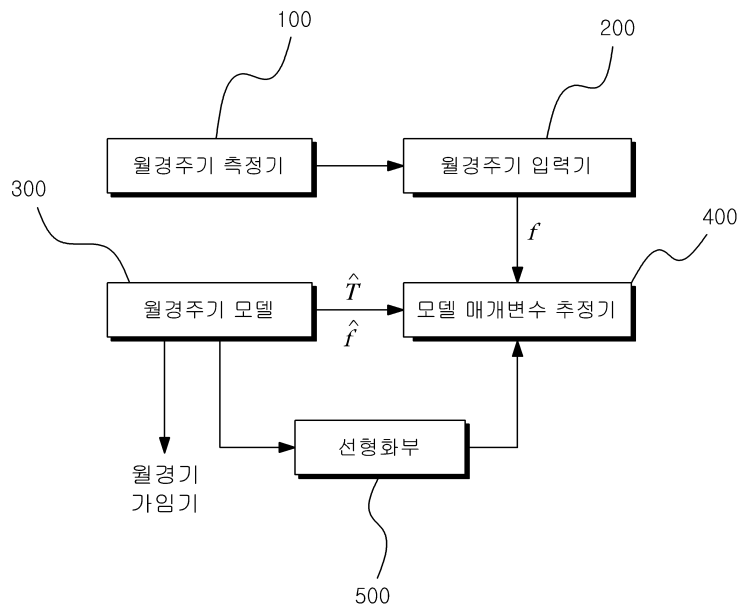 100
200
월경주기 측정기
월경주기 입력기
300
f
400
월경주기 모델
T̂
f̂
모델 매개변수 추정기
선형화부
월경기
가임기
500